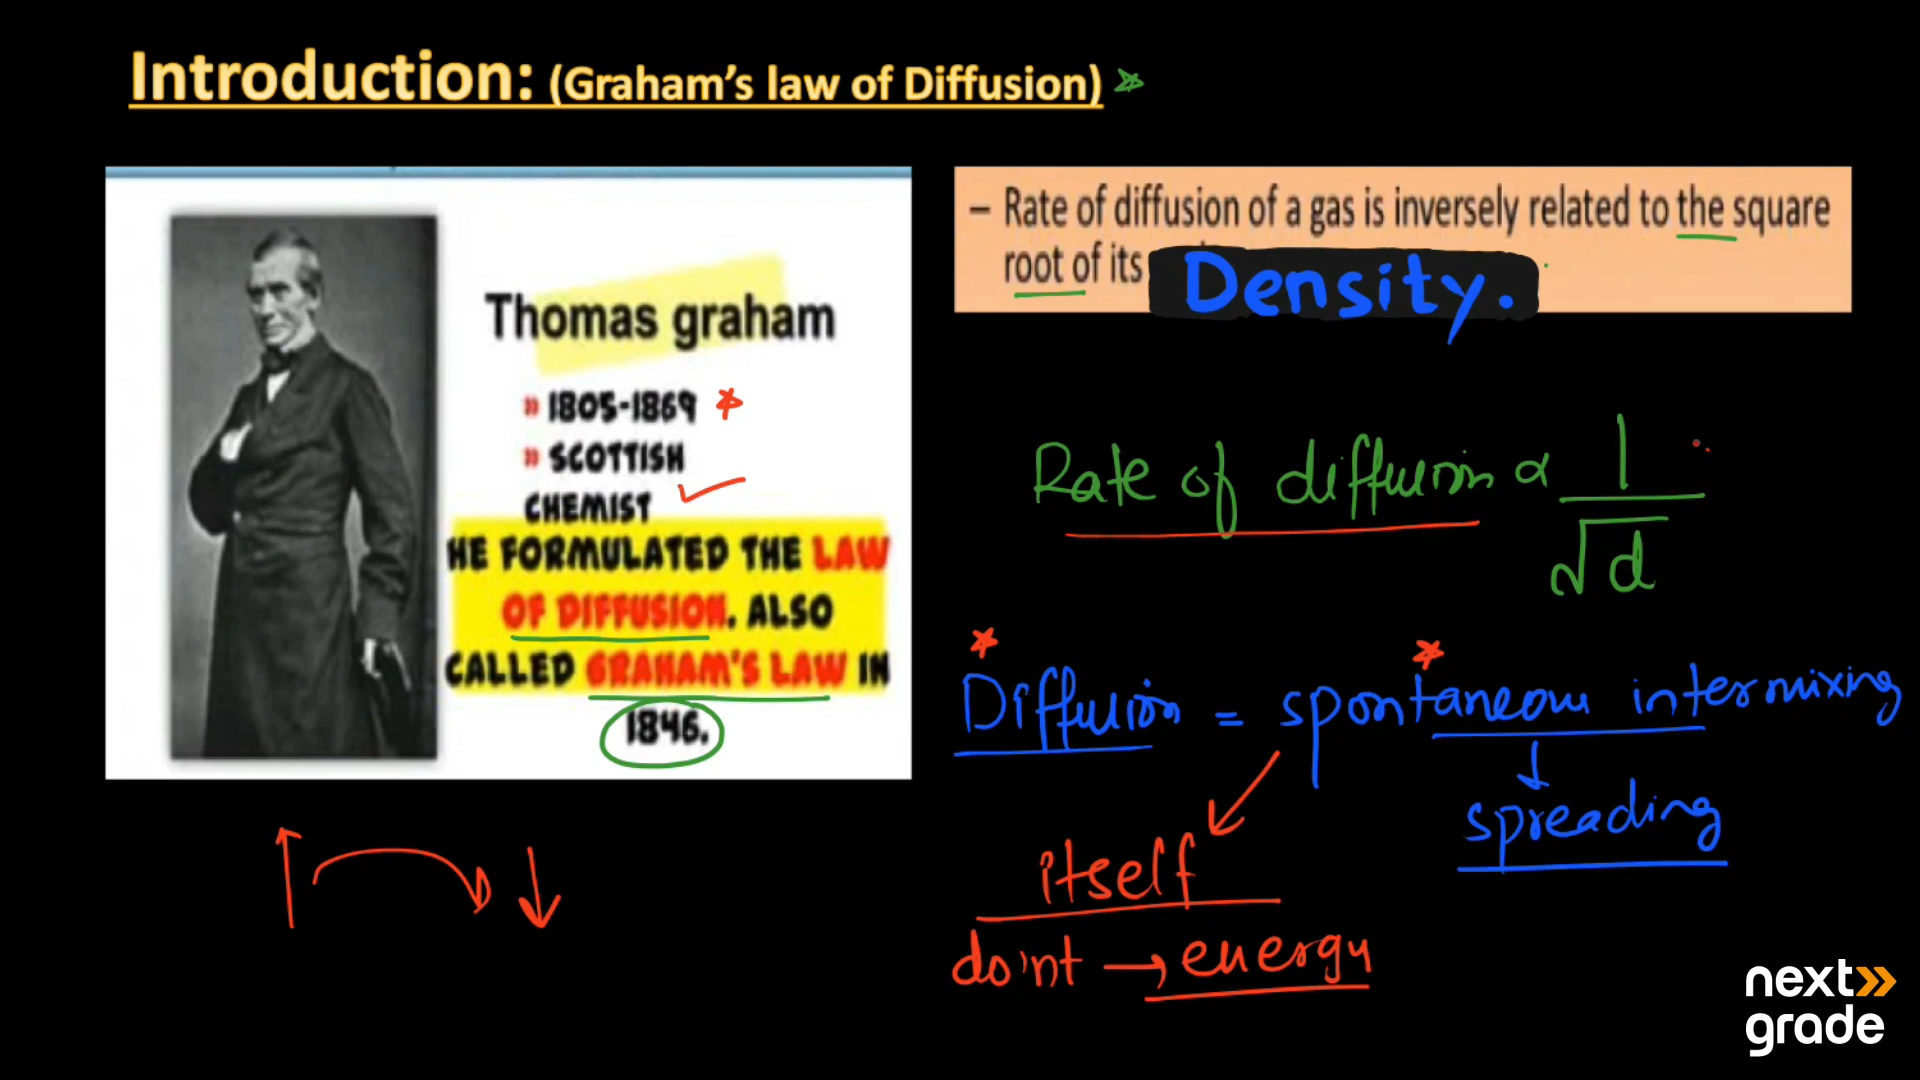 Introduction: (Graham's law of Diffusion)
Thomas graham
» 1805-1869
» SCOTTISH
CHEMIST
HE FORMULATED THE LAW
OF DIFFUSION. ALSO
CALLED GRAHAM'S LAW IN
1846.
– Rate of diffusion of a gas is inversely related to the square
root of its Density.
Rate of diffusion ∝ 1/√d
Diffusion = spontaneous intermixing
spreading
itself
do'nt → energy
next»
grade